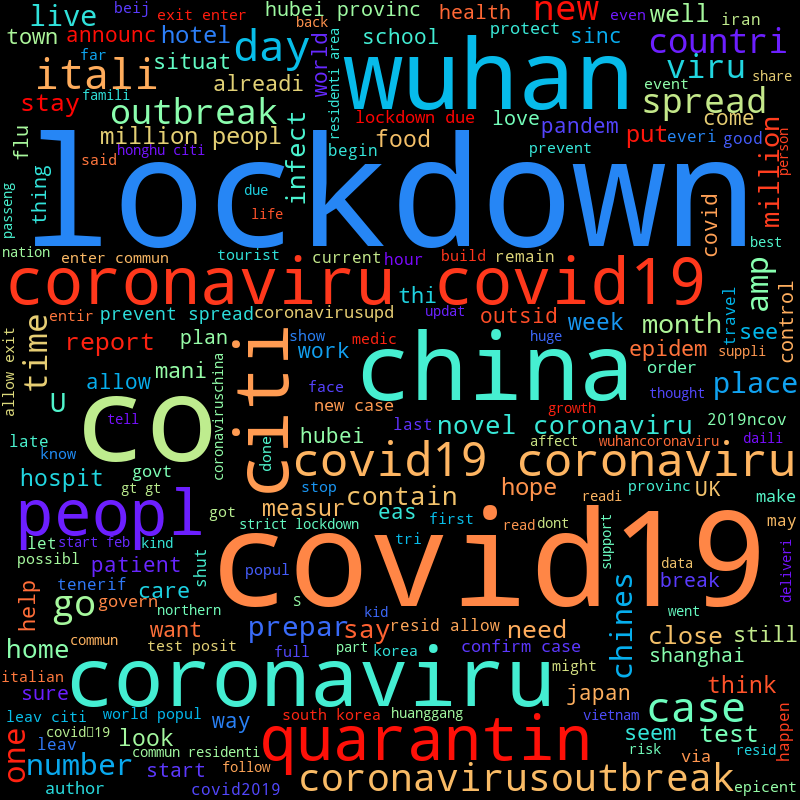 beij
exit enter
hubei provinc
health
new
even
well
iran
live
back
town
announc
hotel
day
school
protect
sinc
countri
far
situat
world
residenti area
wuhan
viru
itali
famili
alreadi
event
share
stay
outbreak
infect
lockdown due
love
pandem
spread
come
flu
million peopl
food
put
everi
good
million
person
honghu citi
begin
prevent
said
thing
due
lockdown
covid
passeng
life
best
nation
enter commun
tourist
current
hour
build
remain
coronaviru covid19
thi
amp
control
travel
updat
entir
prevent spread
coronavirusupd
outsid
week
month
see
allow exit
time
report
plan
citi
show
work
medic
huge
epidem
suppli
order
mani
china
U
allow
coronaviruschina
face
thought
place
co
new case
growth
tell
last
novel coronaviru
2019ncov
late
know
hubei
done
affect
wuhancoronaviru
daili
hospit
govt
covid19 coronaviru
gt gt
stop
hope
readi
provinc
UK
make
peopl
got
measur
contain
eas
first
may
strict lockdown
read
dont
let
start feb
kind
tri
covid19
support
possibl
patient
shut
popul
data
break
deliveri
tenerif
care
help
go
govern
northern
S
kid
went
chines
commun
want
prepar
say
resid allow
need
close
still
home
test posit
full
part
korea
confirm case
shanghai
italian
coronaviru
might
sure
japan
think
case
leav citi
world popul
way
south korea
huanggang
vietnam
happen
one
covid19
look
quarantin
seem
test
leav
commun residenti
risk
via
resid
number
start
follow
coronavirusoutbreak
author
covid2019
epicent